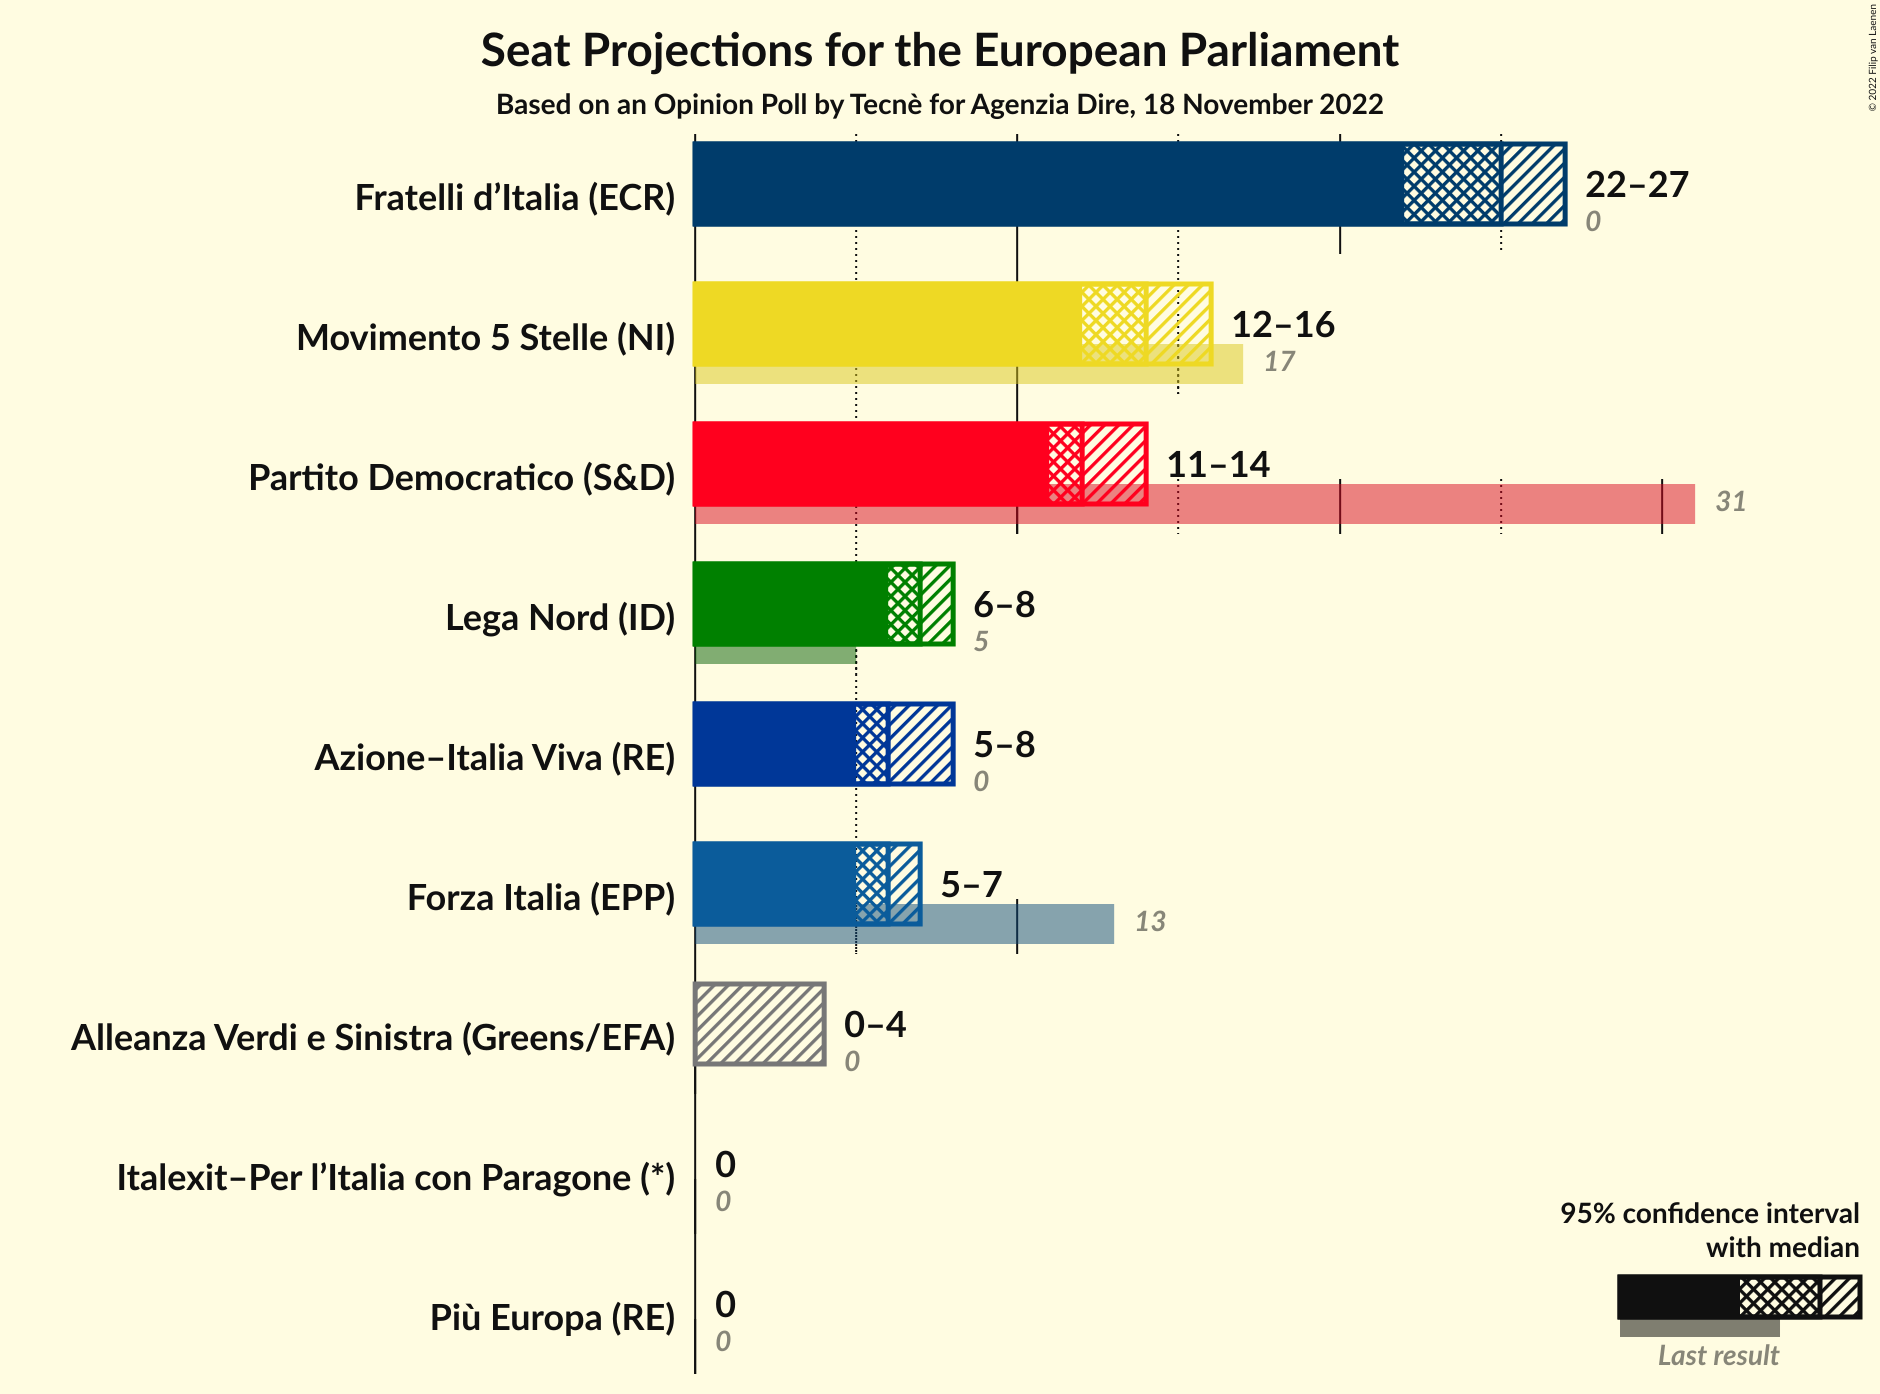 Seat Projections for the European Parliament
Based on an Opinion Poll by Tecnè for Agenzia Dire, 18 November 2022
© 2022 Filip van Laenen
Fratelli d’Italia (ECR)
22–27
0
Movimento 5 Stelle (NI)
12–16
17
Partito Democratico (S&D)
11–14
31
Lega Nord (ID)
6–8
5
Azione–Italia Viva (RE)
5–8
0
Forza Italia (EPP)
5–7
13
Alleanza Verdi e Sinistra (Greens/EFA)
0–4
0
Italexit–Per l’Italia con Paragone (*)
0
0
Più Europa (RE)
0
0
95% confidence interval
with median
Last result